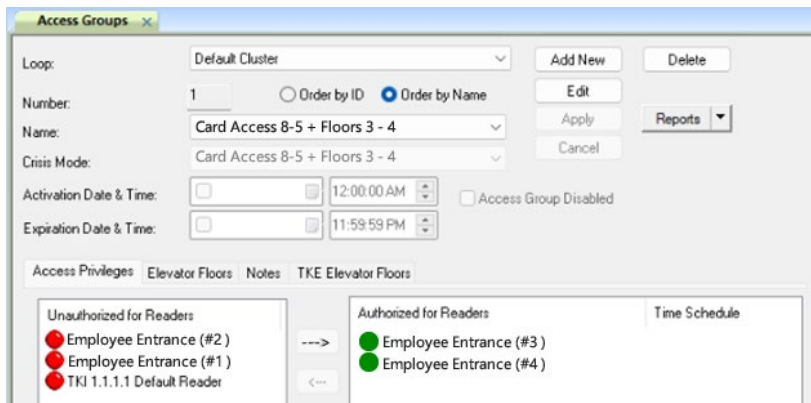 Access Groups
Loop: Default Cluster Add New Delete
Number: 1 Order by ID Order by Name Edit
Name: Card Access 8-5 + Floors 3 - 4 Apply Reports
Crisis Mode: Card Access 8-5 + Floors 3 - 4 Cancel
Activation Date & Time: 12:00:00 AM Access Group Disabled
Expiration Date & Time: 11:59:59 PM
Access Privileges Elevator Floors Notes TKE Elevator Floors
Unauthorized for Readers Authorized for Readers Time Schedule
Employee Entrance (#2 ) ---> Employee Entrance (#3 )
Employee Entrance (#1 ) Employee Entrance (#4 )
TKI 1.1.1.1 Default Reader <---